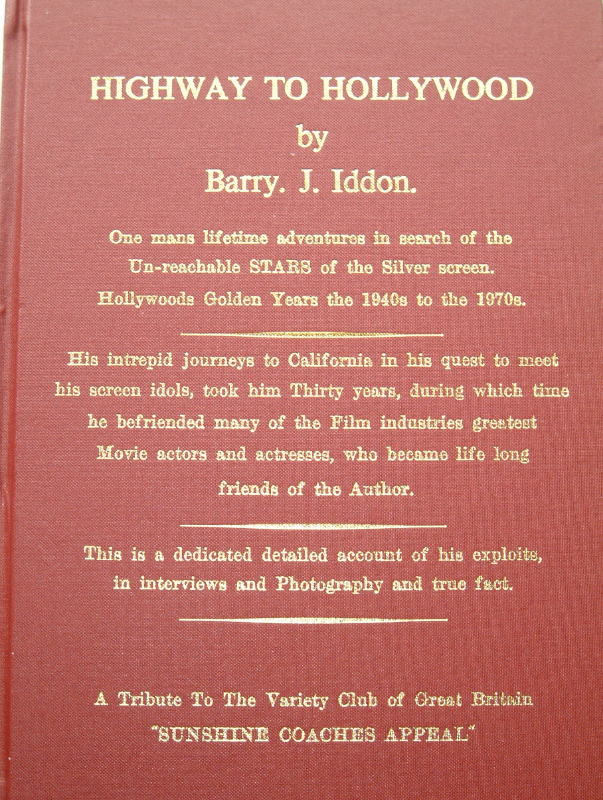 HIGHWAY TO HOLLYWOOD
by
Barry. J. Iddon.
One mans lifetime adventures in search of the
Un-reachable STARS of the Silver screen.
Hollywoods Golden Years the 1940s to the 1970s.
His intrepid journeys to California in his quest to meet
his screen idols, took him Thirty years, during which time
he befriended many of the Film industries greatest
Movie actors and actresses, who became life long
friends of the Author.
This is a dedicated detailed account of his exploits,
in interviews and Photography and true fact.
A Tribute To The Variety Club of Great Britain
"SUNSHINE COACHES APPEAL"